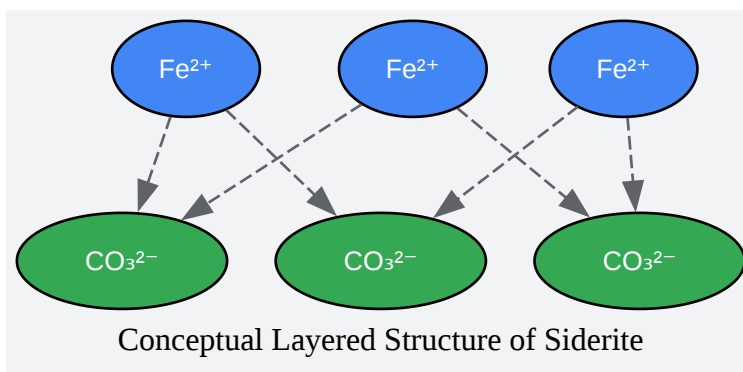 Fe²⁺ Fe²⁺ Fe²⁺
CO₃²⁻ CO₃²⁻ CO₃²⁻
Conceptual Layered Structure of Siderite